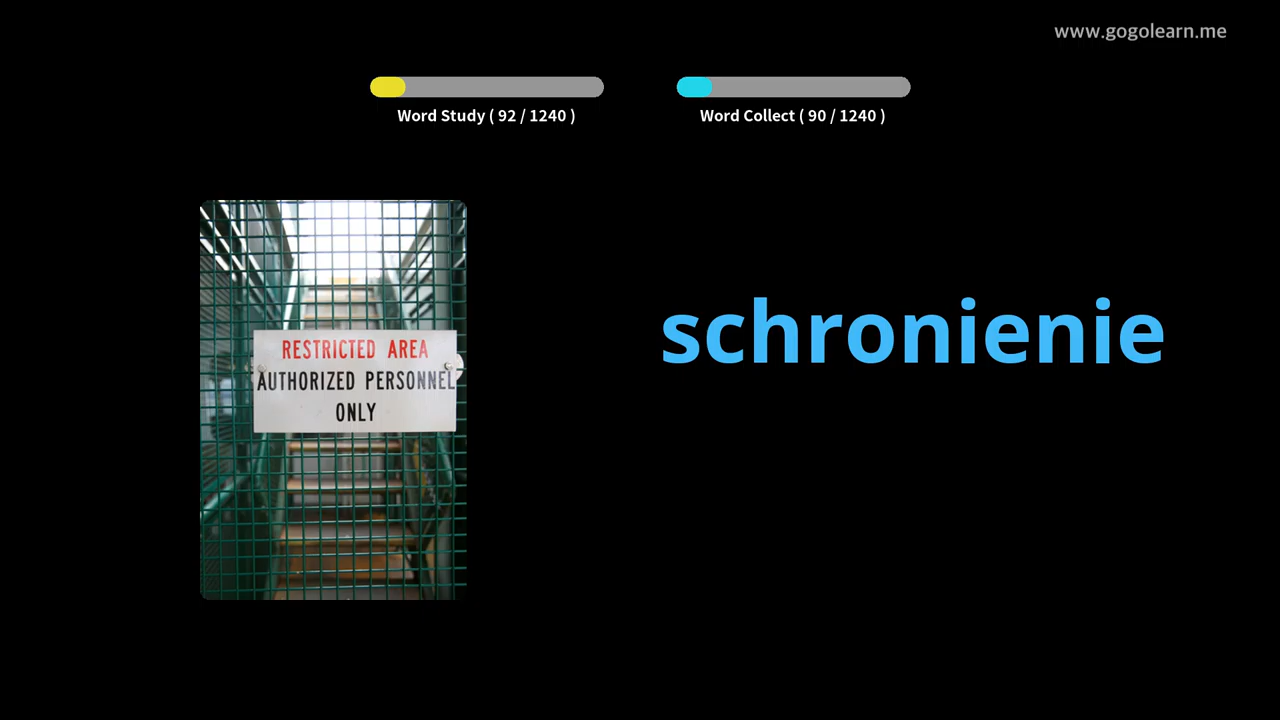 www.gogolearn.me
Word Study ( 92 / 1240 )
Word Collect ( 90 / 1240 )
RESTRICTED AREA
AUTHORIZED PERSONNEL
ONLY
schronienie